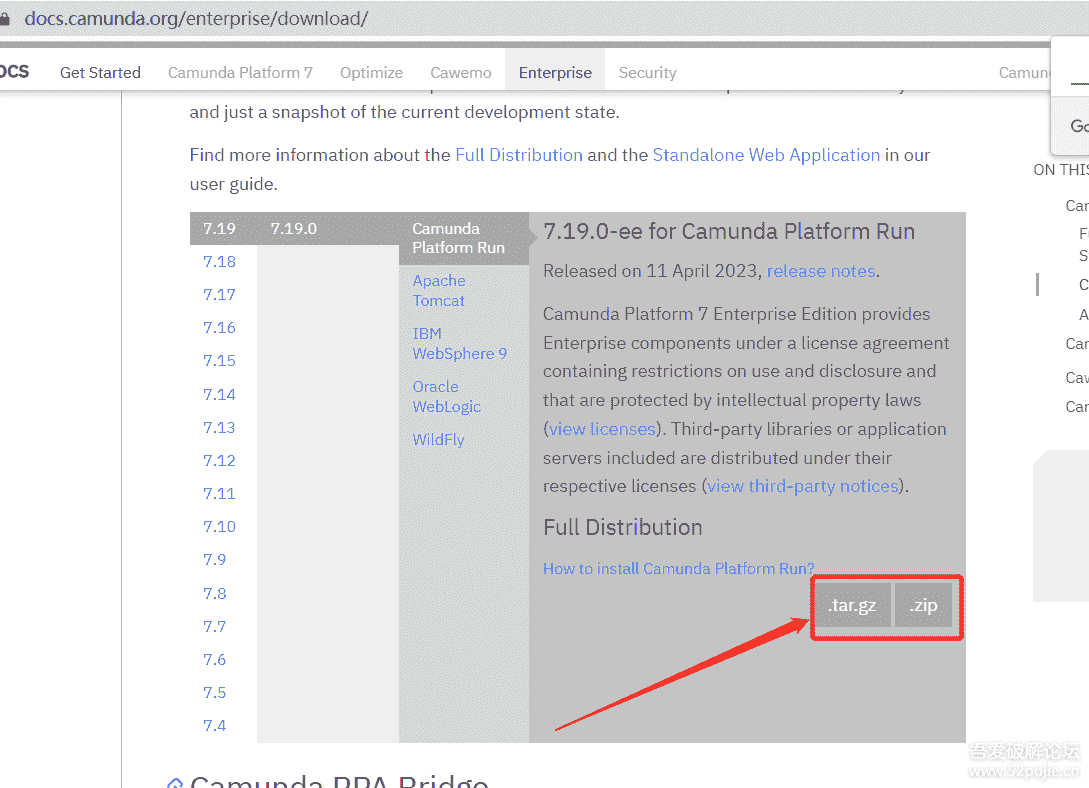 docs.camunda.org/enterprise/download/
Get Started Camunda Platform 7 Optimize Cawemo Enterprise Security
and just a snapshot of the current development state.
Find more information about the Full Distribution and the Standalone Web Application in our
user guide.
ON THIS
7.19 7.19.0
7.18
7.17
7.16
7.15
7.14
7.13
7.12
7.11
7.10
7.9
7.8
7.7
7.6
7.5
7.4
Camunda
Platform Run
Apache
Tomcat
IBM
WebSphere 9
Oracle
WebLogic
WildFly
7.19.0-ee for Camunda Platform Run
Released on 11 April 2023, release notes.
Camunda Platform 7 Enterprise Edition provides
Enterprise components under a license agreement
containing restrictions on use and disclosure and
that are protected by intellectual property laws
(view licenses). Third-party libraries or application
servers included are distributed under their
respective licenses (view third-party notices).
Full Distribution
How to install Camunda Platform Run?
.tar.gz .zip
吾爱破解论坛
www.52pojie.cn